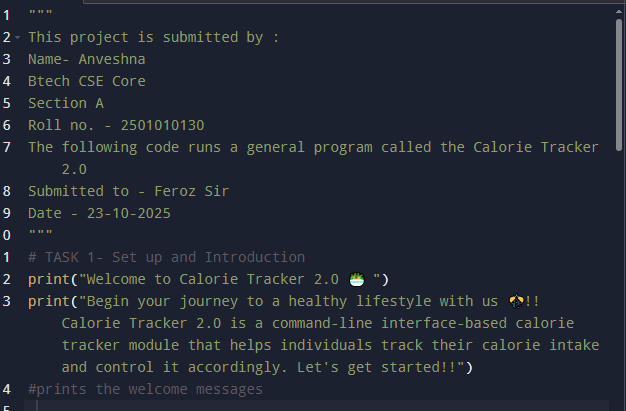 1 """
2 This project is submitted by :
3 Name- Anveshna
4 Btech CSE Core
5 Section A
6 Roll no. - 2501010130
7 The following code runs a general program called the Calorie Tracker
2.0
8 Submitted to - Feroz Sir
9 Date - 23-10-2025
0 """
1 # TASK 1- Set up and Introduction
2 print("Welcome to Calorie Tracker 2.0 🥗 ")
3 print("Begin your journey to a healthy lifestyle with us !!
Calorie Tracker 2.0 is a command-line interface-based calorie
tracker module that helps individuals track their calorie intake
and control it accordingly. Let's get started!!")
4 #prints the welcome messages
5